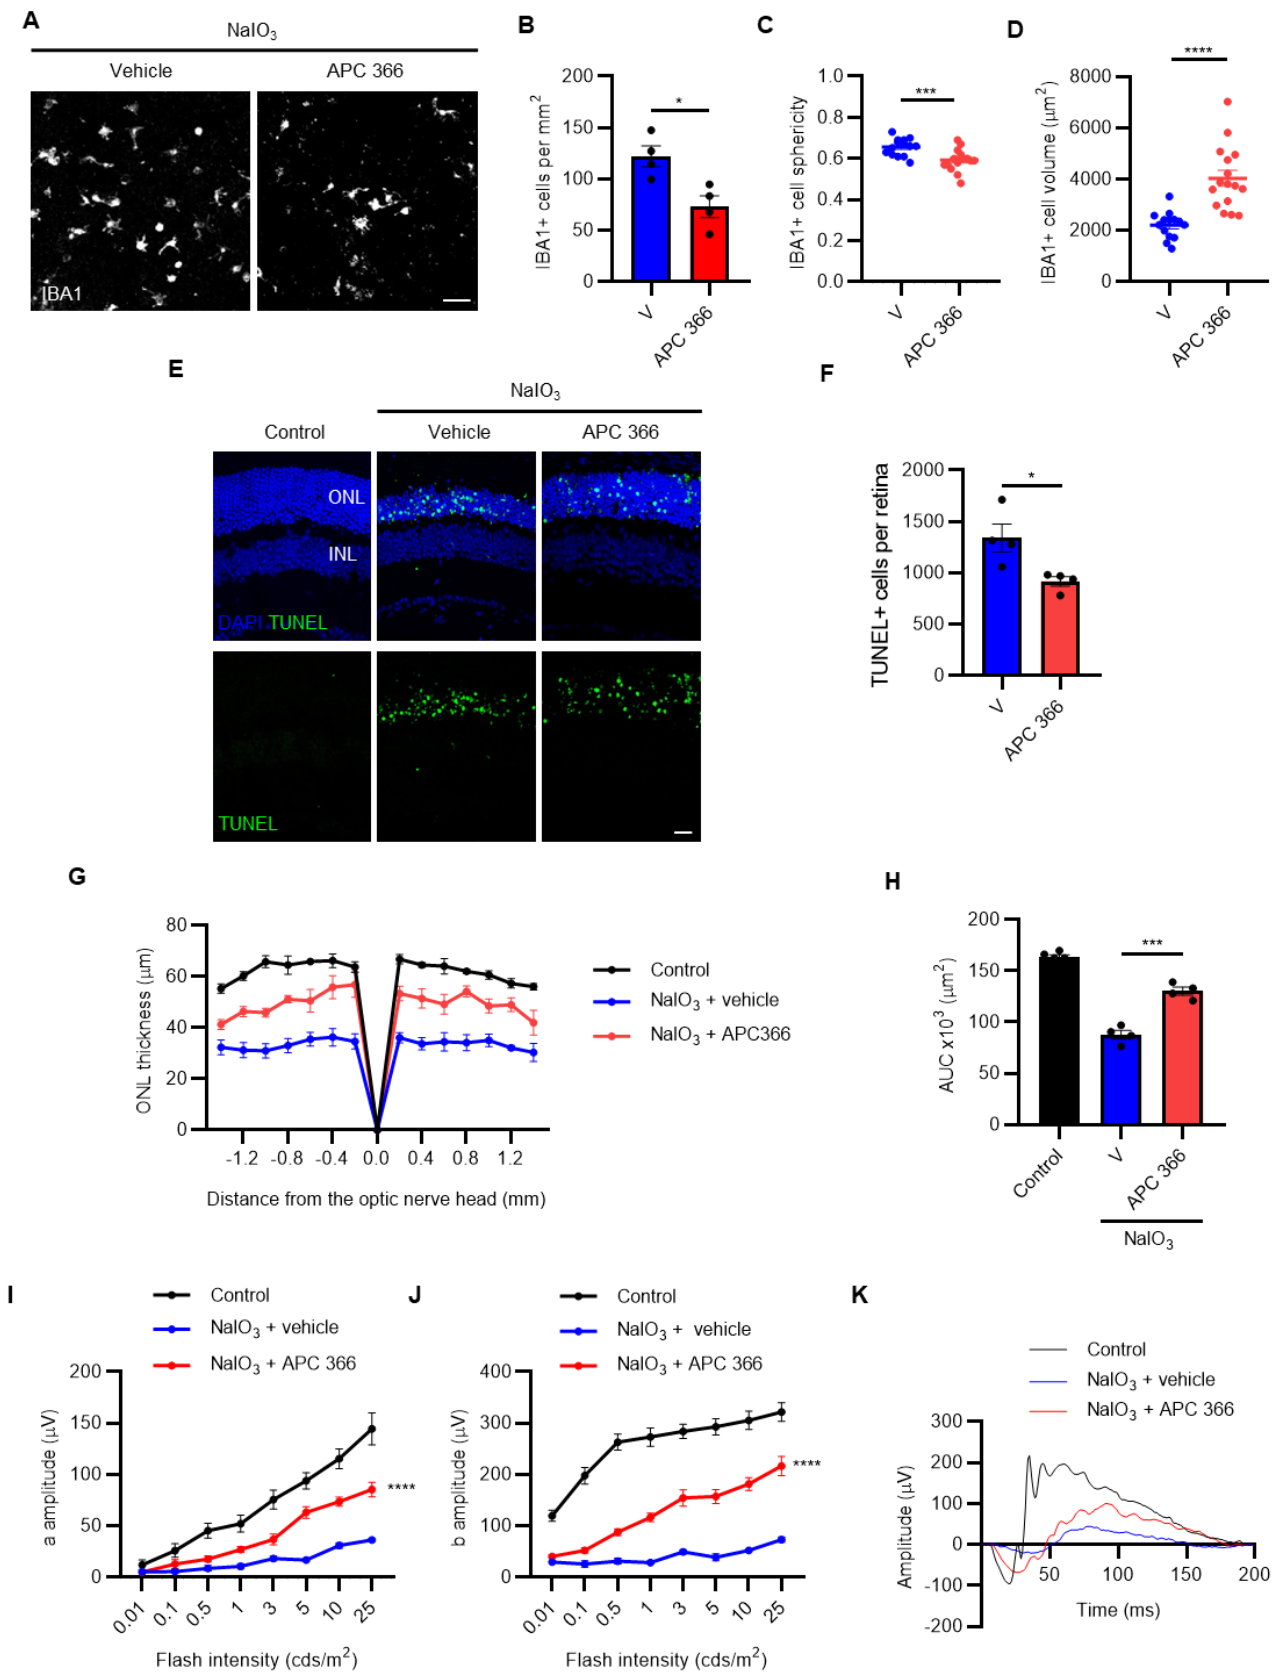 A
NaIO3
Vehicle
APC 366
IBA1
B
IBA1+ cells per mm2
200
150
100
50
0
*
V
APC 366
C
IBA1+ cell sphericity
1.0
0.8
0.6
0.4
0.2
0.0
***
V
APC 366
D
IBA1+ cell volume (μm2)
8000
6000
4000
2000
0
****
V
APC 366
E
NaIO3
Control
Vehicle
APC 366
ONL
INL
DAPI TUNEL
TUNEL
F
TUNEL+ cells per retina
2000
1500
1000
500
0
*
V
APC 366
G
ONL thickness (μm)
80
60
40
20
0
-1.2 -0.8 -0.4 0.0 0.4 0.8 1.2
Distance from the optic nerve head (mm)
Control
NaIO3 + vehicle
NaIO3 + APC366
H
AUC x103 (μm2)
200
150
100
50
0
***
Control
V
APC 366
NaIO3
I
Control
NaIO3 + vehicle
NaIO3 + APC 366
a amplitude (μV)
200
150
100
50
0
****
0.01 0.1 0.5 1 3 5 10 25
Flash intensity (cds/m2)
J
Control
NaIO3 + vehicle
NaIO3 + APC 366
b amplitude (μV)
400
300
200
100
0
****
0.01 0.1 0.5 1 3 5 10 25
Flash intensity (cds/m2)
K
Control
NaIO3 + vehicle
NaIO3 + APC 366
Amplitude (μV)
300
200
100
0
-100
-200
50 100 150 200
Time (ms)